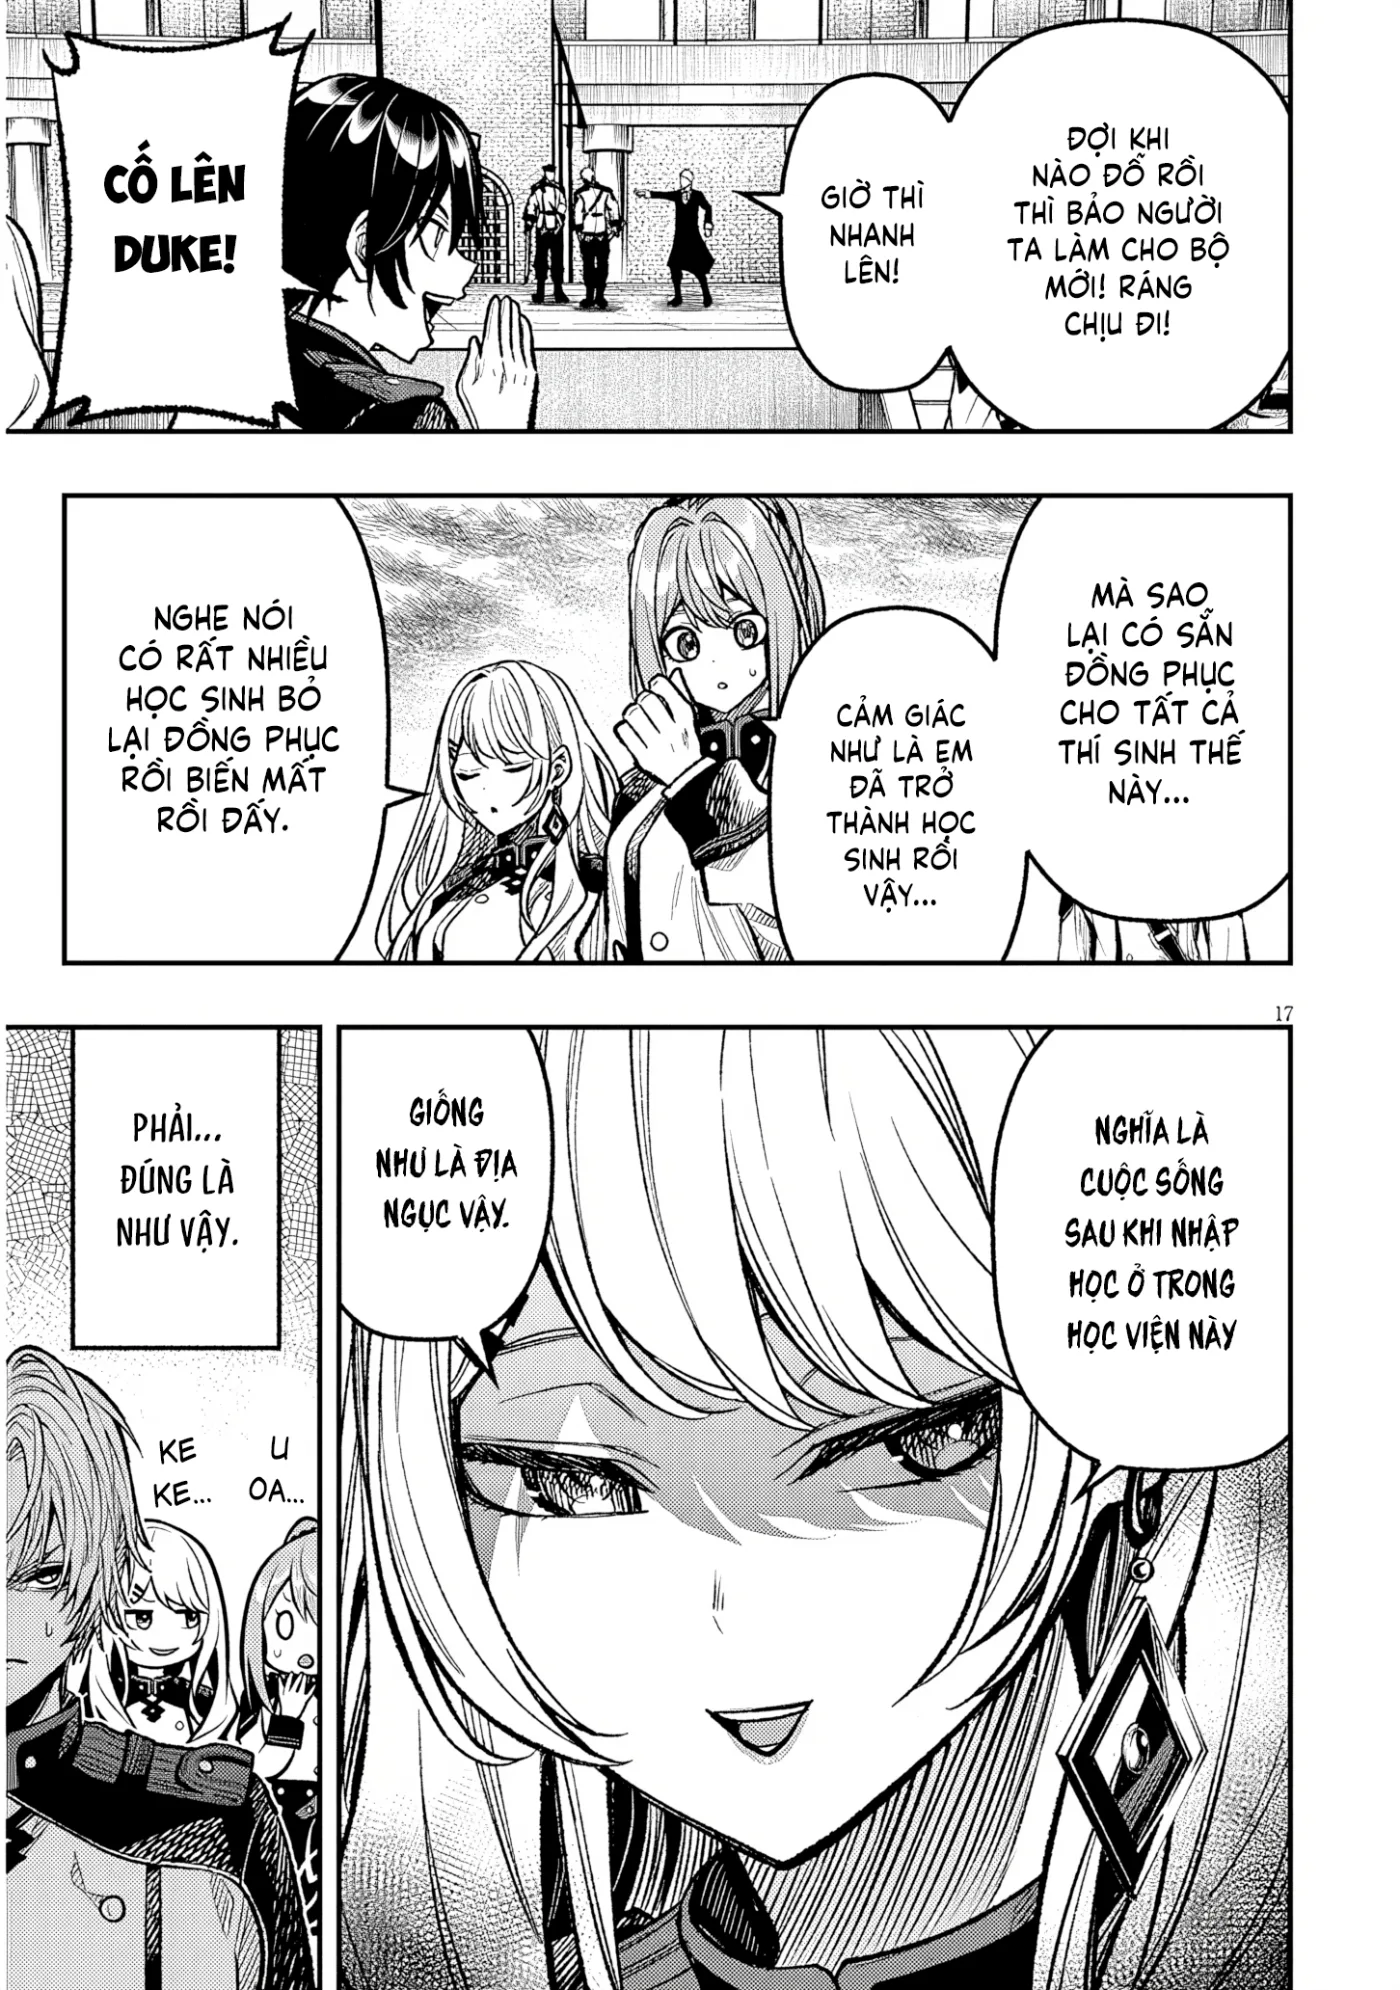 ĐỢI KHI
NÀO ĐỖ RỒI
THÌ BẢO NGƯỜI
TA LÀM CHO BỘ
MỚI! RÁNG
CHỊU ĐI!
GIỜ THÌ
NHANH
LÊN!
CỐ LÊN
DUKE!
MÀ SAO
LẠI CÓ SẴN
ĐỒNG PHỤC
CHO TẤT CẢ
THÍ SINH THẾ
NÀY...
CẢM GIÁC
NHƯ LÀ EM
ĐÃ TRỞ
THÀNH HỌC
SINH RỒI
VẬY...
NGHE NÓI
CÓ RẤT NHIỀU
HỌC SINH BỎ
LẠI ĐỒNG PHỤC
RỒI BIẾN MẤT
RỒI ĐẤY.
17
NGHĨA LÀ
CUỘC SỐNG
SAU KHI NHẬP
HỌC Ở TRONG
HỌC VIỆN NÀY
GIỐNG
NHƯ LÀ ĐỊA
NGỤC VẬY.
PHẢI...
ĐÚNG LÀ
NHƯ VẬY.
U
OA...
KE
KE...